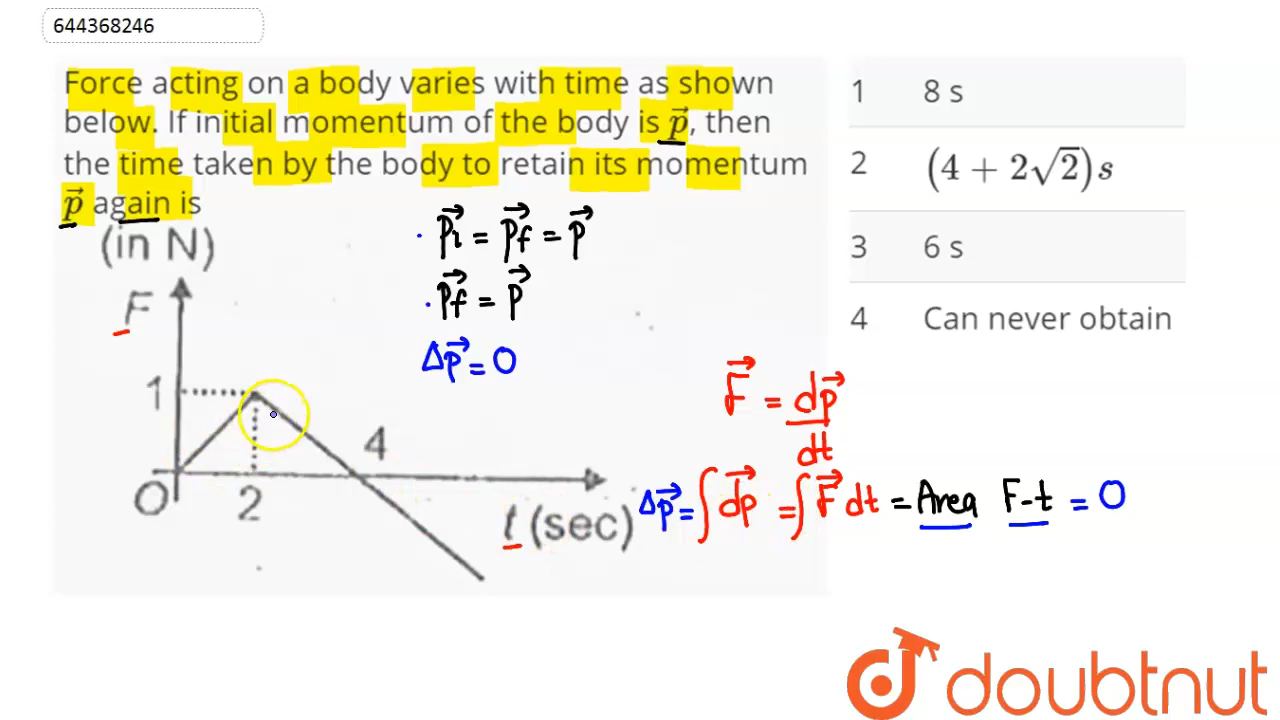 644368246
Force acting on a body varies with time as shown
below. If initial momentum of the body is p⃗, then
the time taken by the body to retain its momentum
p⃗ again is
1 8 s
2 (4 + 2√2) s
3 6 s
4 Can never obtain
(in N)
F
1
4
O
2
t (sec)
· p⃗i = p⃗f = p⃗
· p⃗f = p⃗
Δp⃗ = 0
F⃗ = dp⃗
dt
Δp⃗ = ∫ dp⃗ = ∫ F⃗ dt = Area F-t = 0
doubtnut